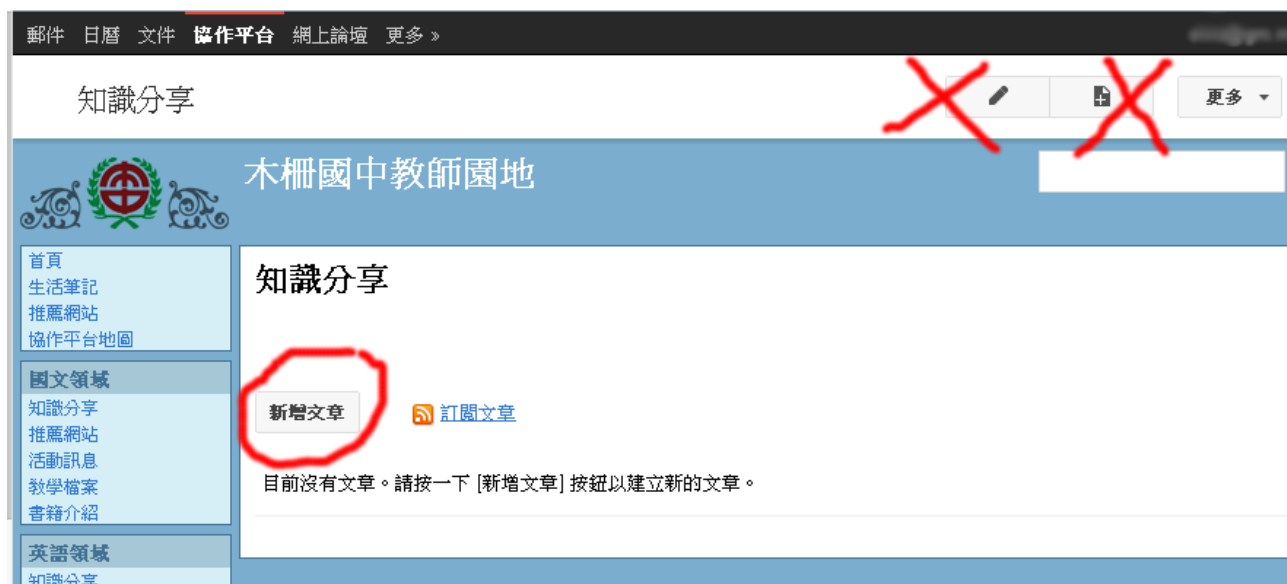 郵件 日曆 文件 協作平台 網上論壇 更多 »
知識分享
更多
木柵國中教師園地
首頁
生活筆記
推薦網站
協作平台地圖
國文領域
知識分享
推薦網站
活動訊息
教學檔案
書籍介紹
英語領域
知識分享
知識分享
新增文章 訂閱文章
目前沒有文章。請按一下 [新增文章] 按鈕以建立新的文章。